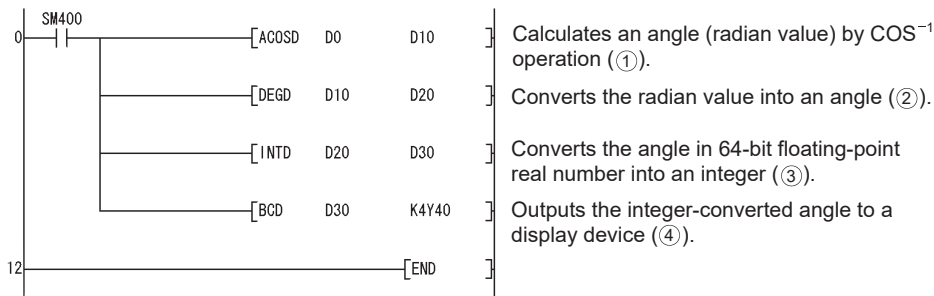 SM400
0 ACOSD D0 D10 Calculates an angle (radian value) by COS⁻¹
operation (①).
DEGD D10 D20 Converts the radian value into an angle (②).
INTD D20 D30 Converts the angle in 64-bit floating-point
real number into an integer (③).
BCD D30 K4Y40 Outputs the integer-converted angle to a
display device (④).
12 END